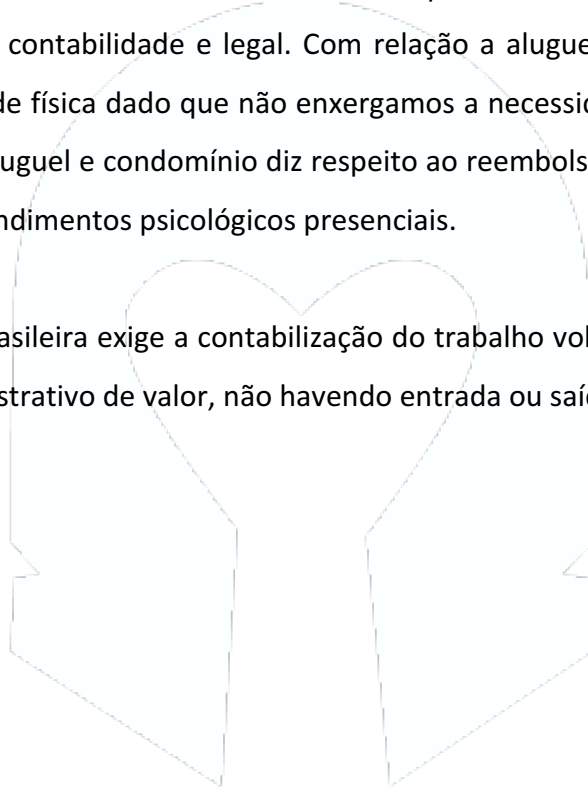 contabilidade e legal. Com relação a alugue
de física dado que não enxergamos a necessid
uguel e condomínio diz respeito ao reembols
ndimentos psicológicos presenciais.
asileira exige a contabilização do trabalho vol
strativo de valor, não havendo entrada ou saíd